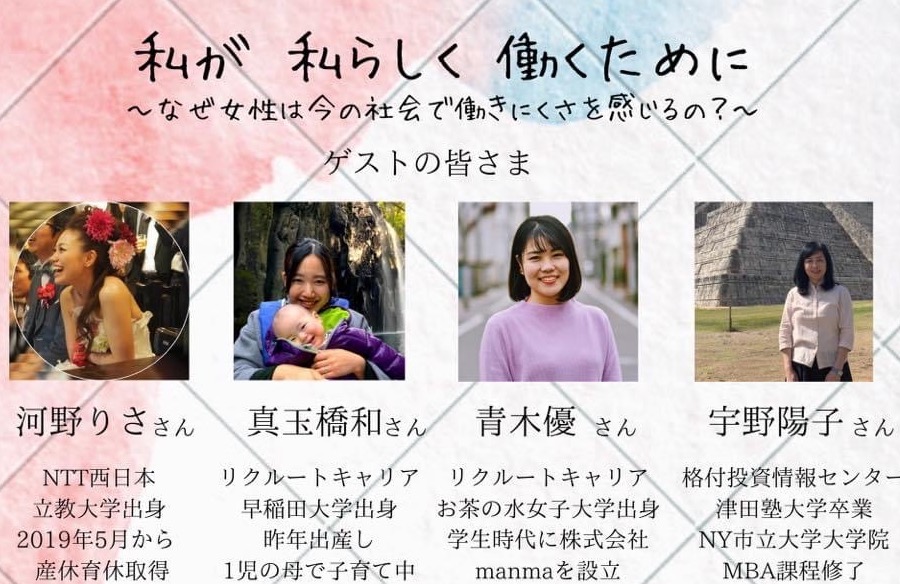 私が 私らしく 働くために
〜なぜ女性は今の社会で働きにくさを感じるの?〜
ゲストの皆さま
河野りささん
NTT西日本
立教大学出身
2019年5月から
産休育休取得
真玉橋和さん
リクルートキャリア
早稲田大学出身
昨年出産し
1児の母で子育て中
青木優 さん
リクルートキャリア
お茶の水女子大学出身
学生時代に株式会社
manmaを設立
宇野陽子 さん
格付投資情報センター
津田塾大学卒業
NY市立大学大学院
MBA課程修了